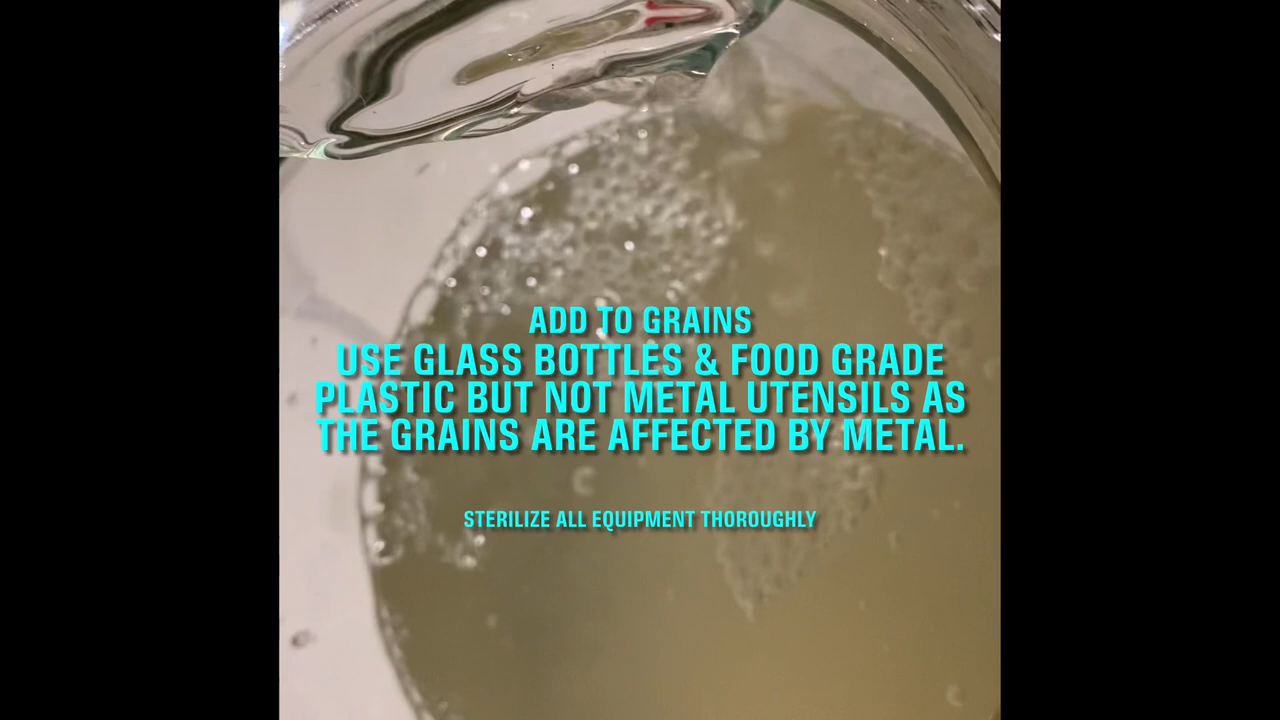 ADD TO GRAINS
USE GLASS BOTTLES & FOOD GRADE
PLASTIC BUT NOT METAL UTENSILS AS
THE GRAINS ARE AFFECTED BY METAL.
STERILIZE ALL EQUIPMENT THOROUGHLY